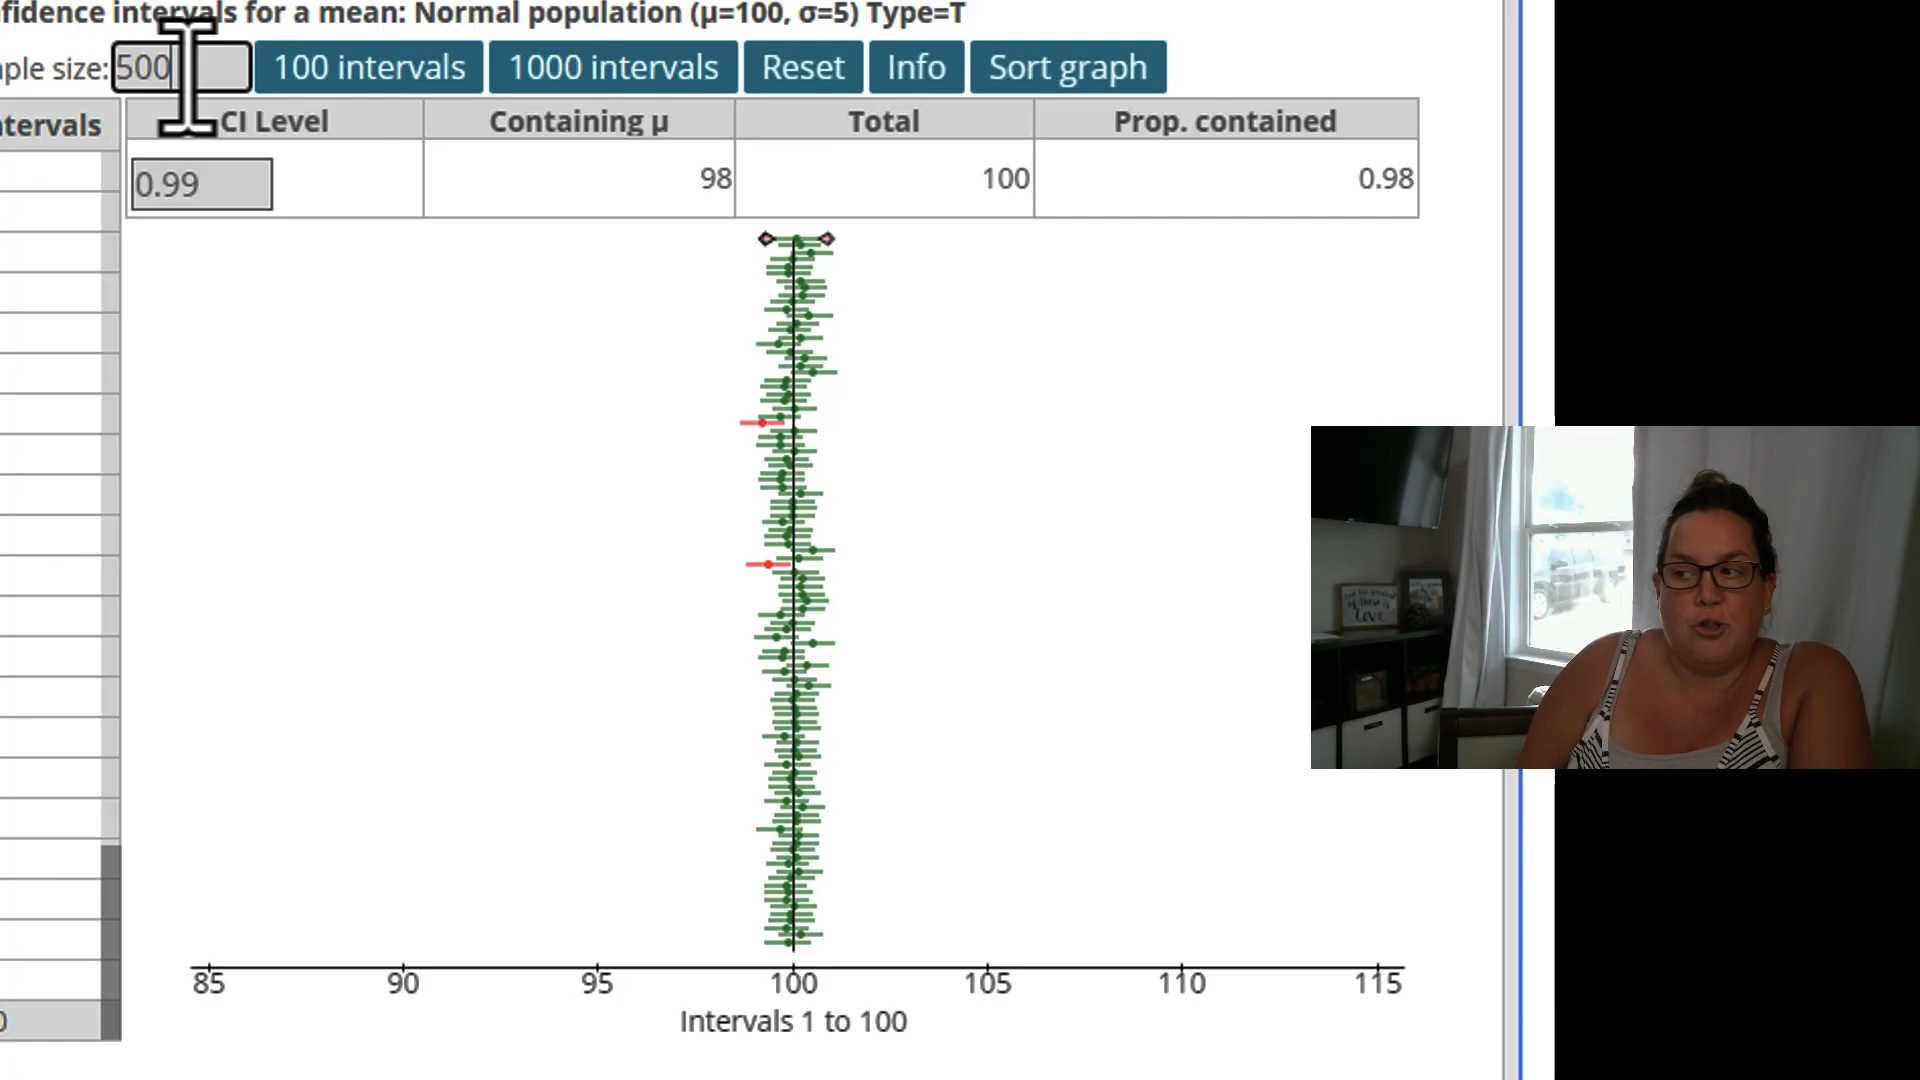 fidence intervals for a mean: Normal population (μ=100, σ=5) Type=T
ple size: 500 100 intervals 1000 intervals Reset Info Sort graph
tervals CI Level Containing μ Total Prop. contained
0.99 98 100 0.98
85 90 95 100 105 110 115
Intervals 1 to 100
love